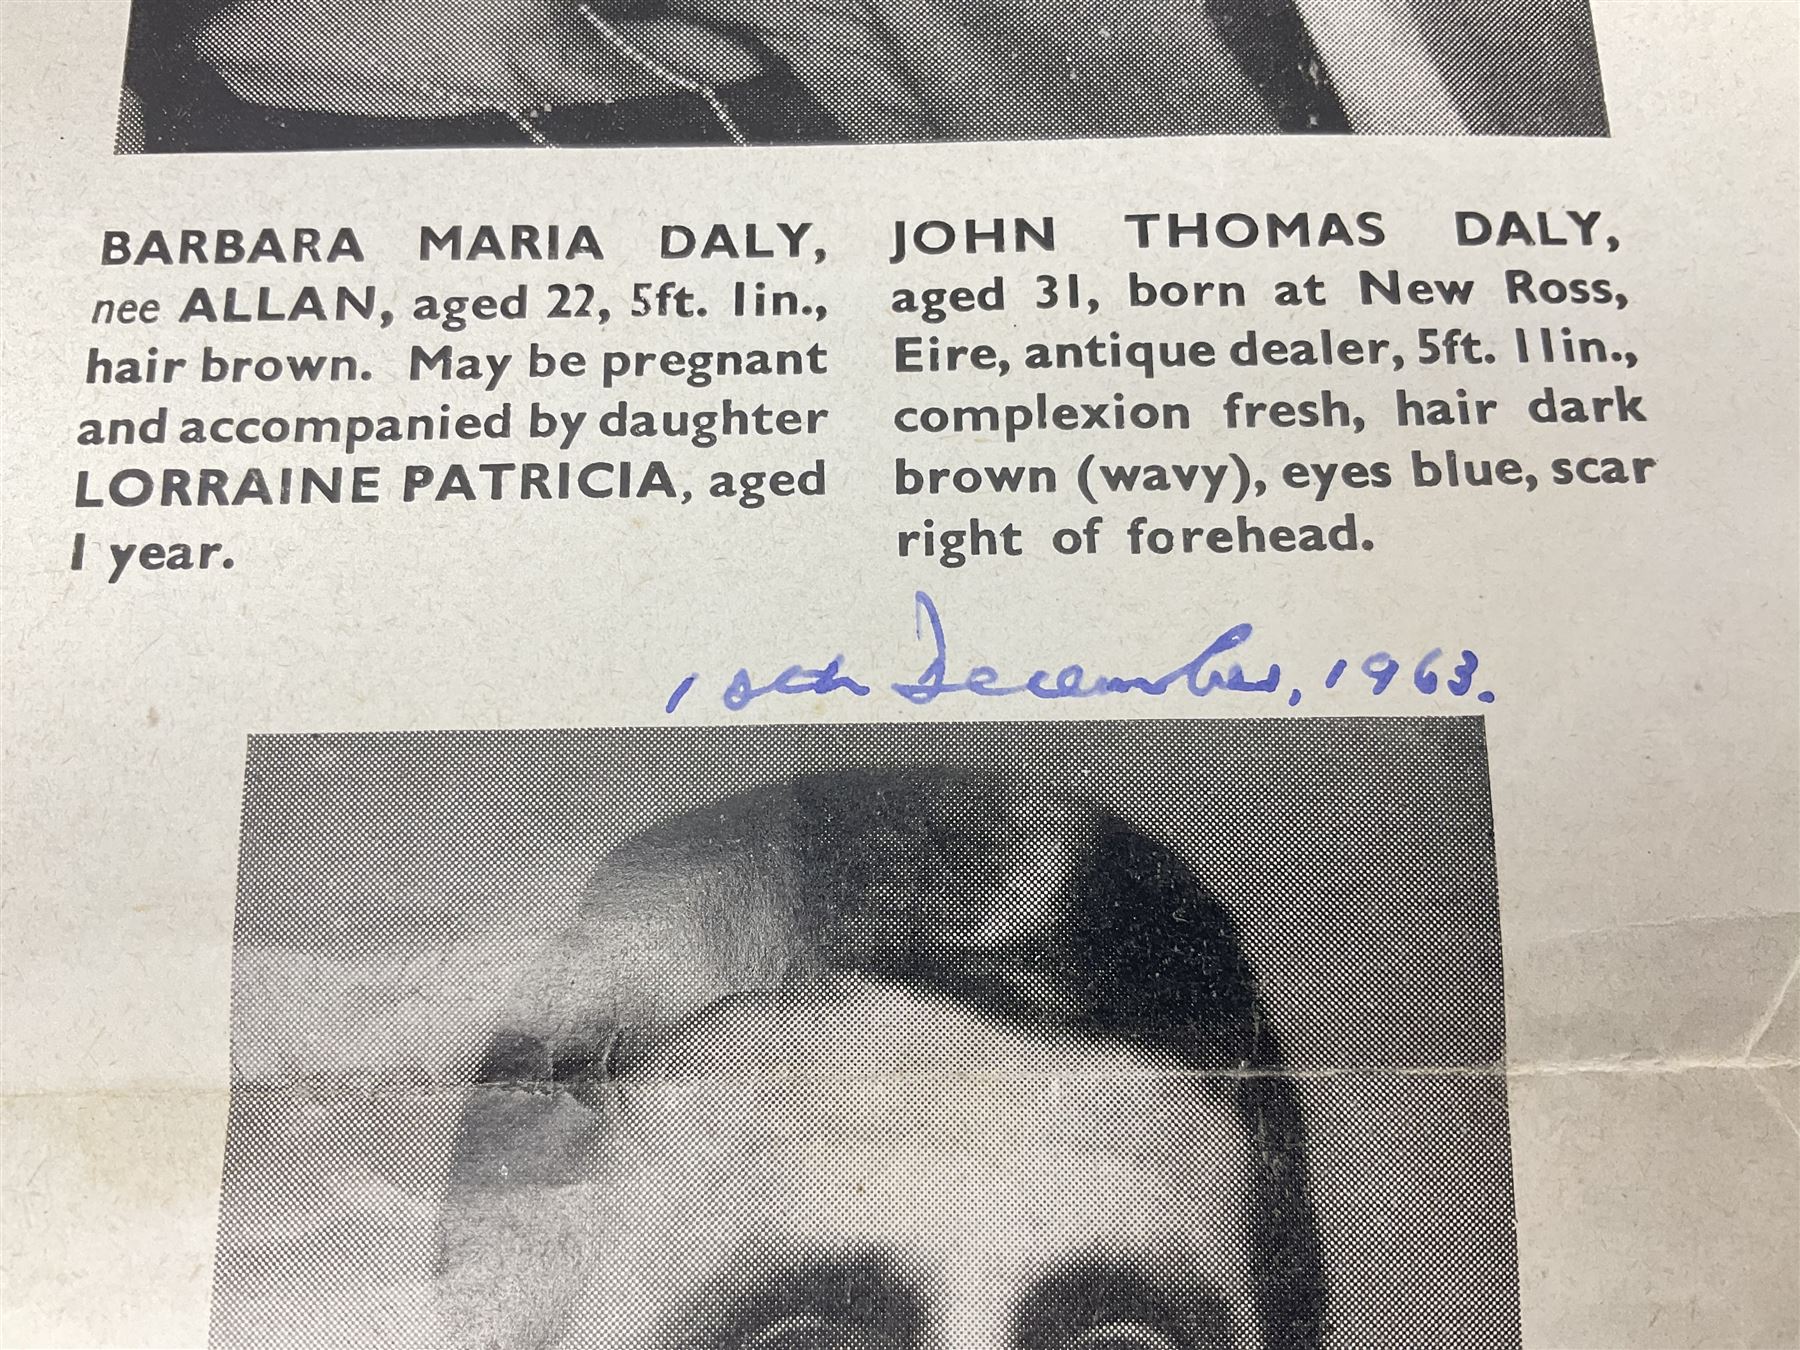 BARBARA MARIA DALY,
nee ALLAN, aged 22, 5ft. 1in.,
hair brown. May be pregnant
and accompanied by daughter
LORRAINE PATRICIA, aged
1 year.
JOHN THOMAS DALY,
aged 31, born at New Ross,
Eire, antique dealer, 5ft. 11in.,
complexion fresh, hair dark
brown (wavy), eyes blue, scar
right of forehead.
10th December, 1963.